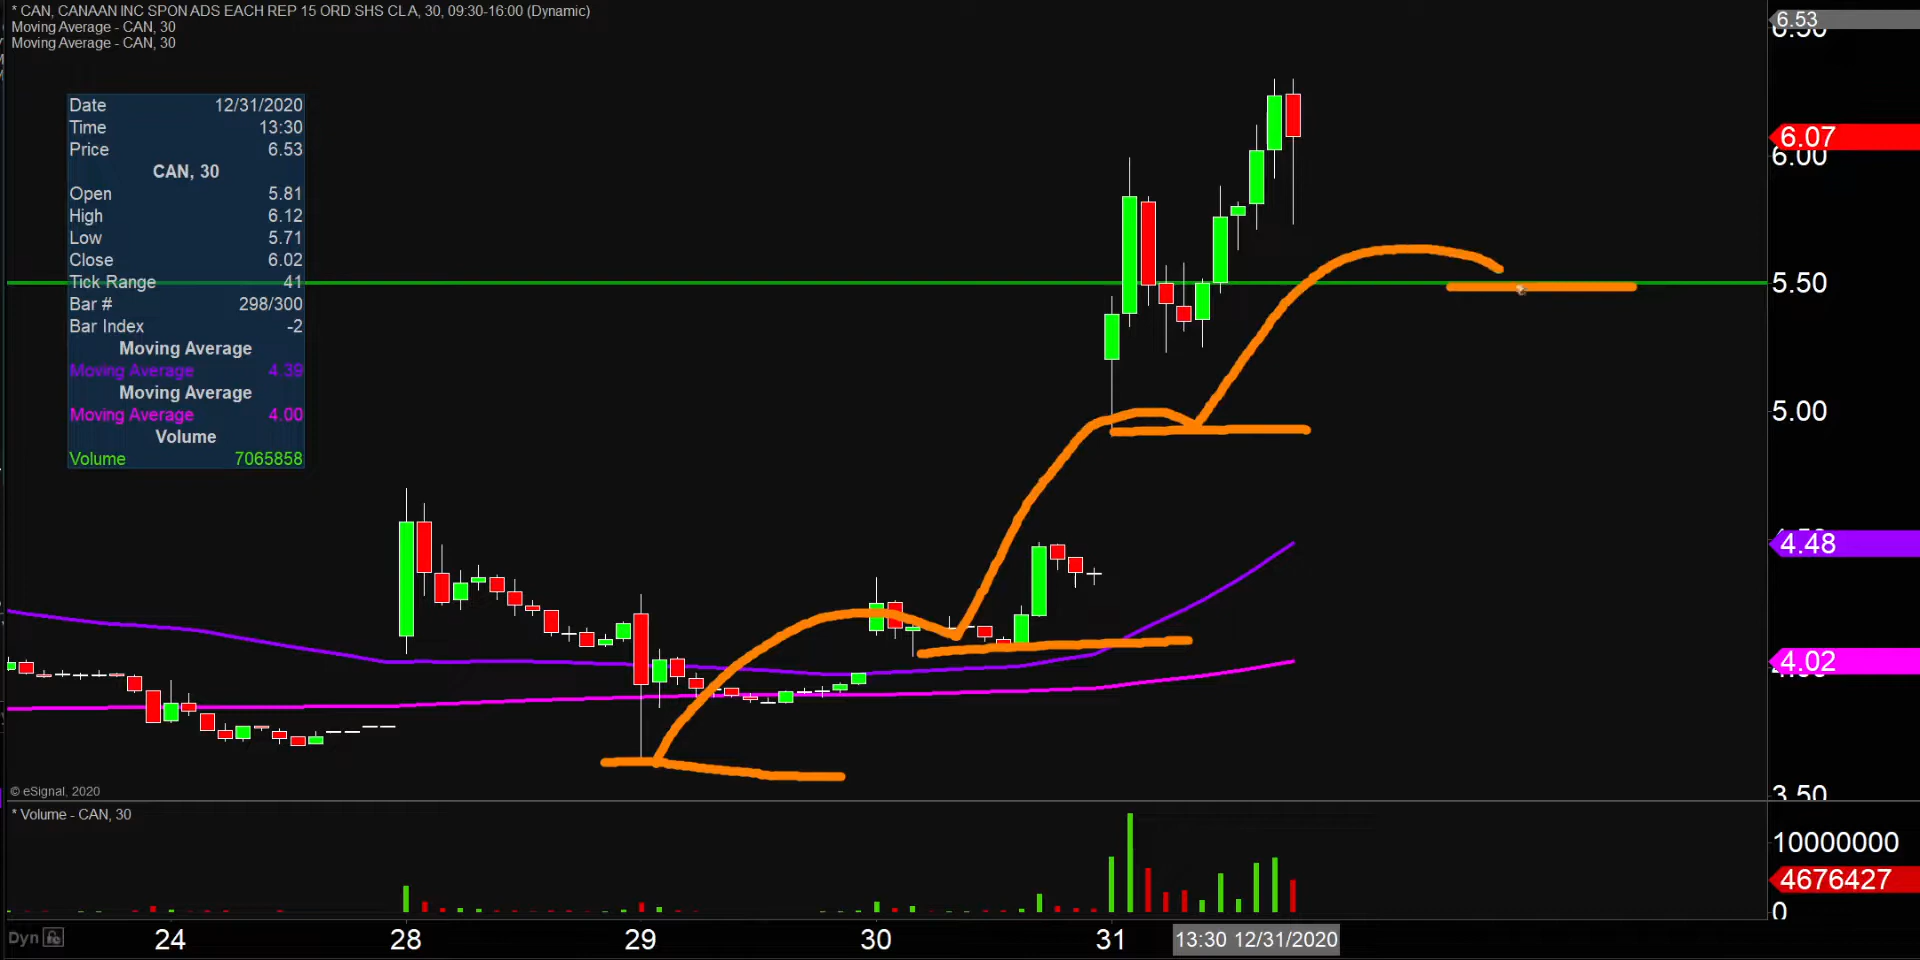 * CAN, CANAAN INC SPON ADS EACH REP 15 ORD SHS CL A, 30, 09:30-16:00 (Dynamic)
Moving Average - CAN, 30
Moving Average - CAN, 30
Date 12/31/2020
Time 13:30
Price 6.53
CAN, 30
Open 5.81
High 6.12
Low 5.71
Close 6.02
Tick Range 41
Bar # 298/300
Bar Index -2
Moving Average
Moving Average 4.39
Moving Average
Moving Average 4.00
Volume
Volume 7065858
6.53
6.50
6.07
6.00
5.50
5.00
4.48
4.02
3.50
© eSignal, 2020
* Volume - CAN, 30
10000000
4676427
0
Dyn
24 28 29 30 31 13:30 12/31/2020